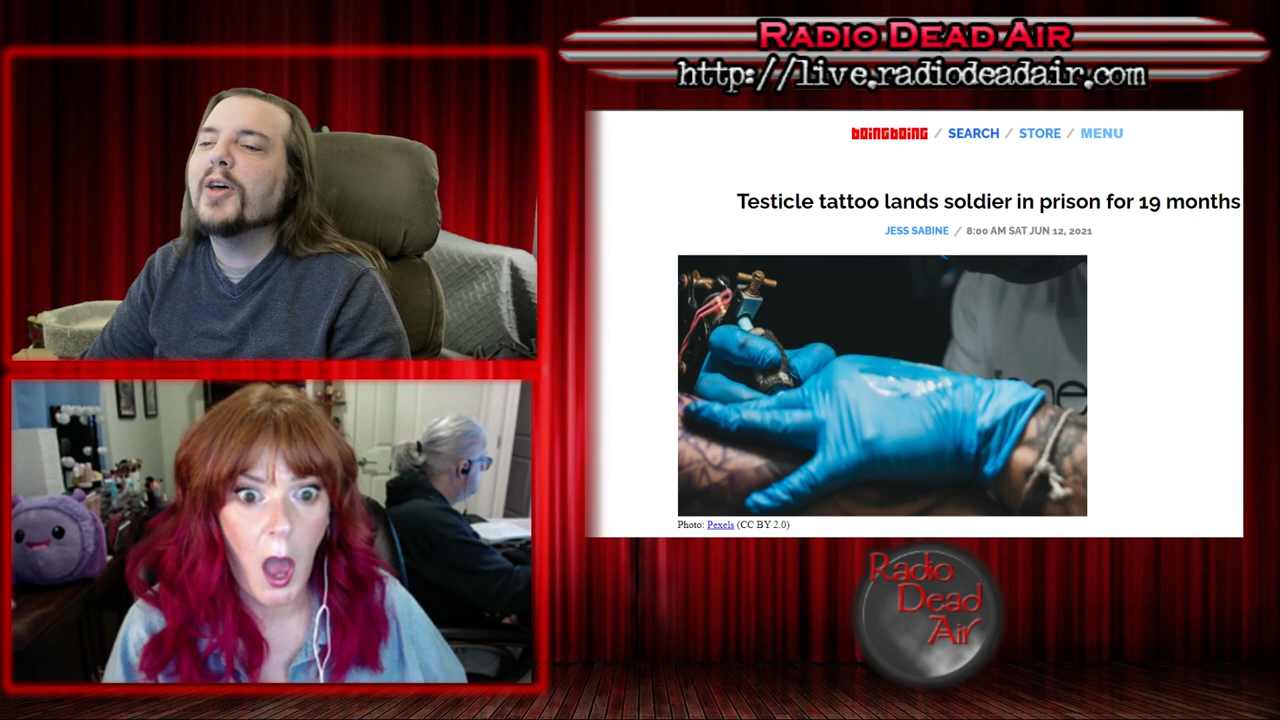 RADIO DEAD AIR
http://live.radiodeadair.com
boingboing / SEARCH / STORE / MENU
Testicle tattoo lands soldier in prison for 19 months
JESS SABINE / 8:00 AM SAT JUN 12, 2021
Photo: Pexels (CC BY 2.0)
Radio
Dead
Air